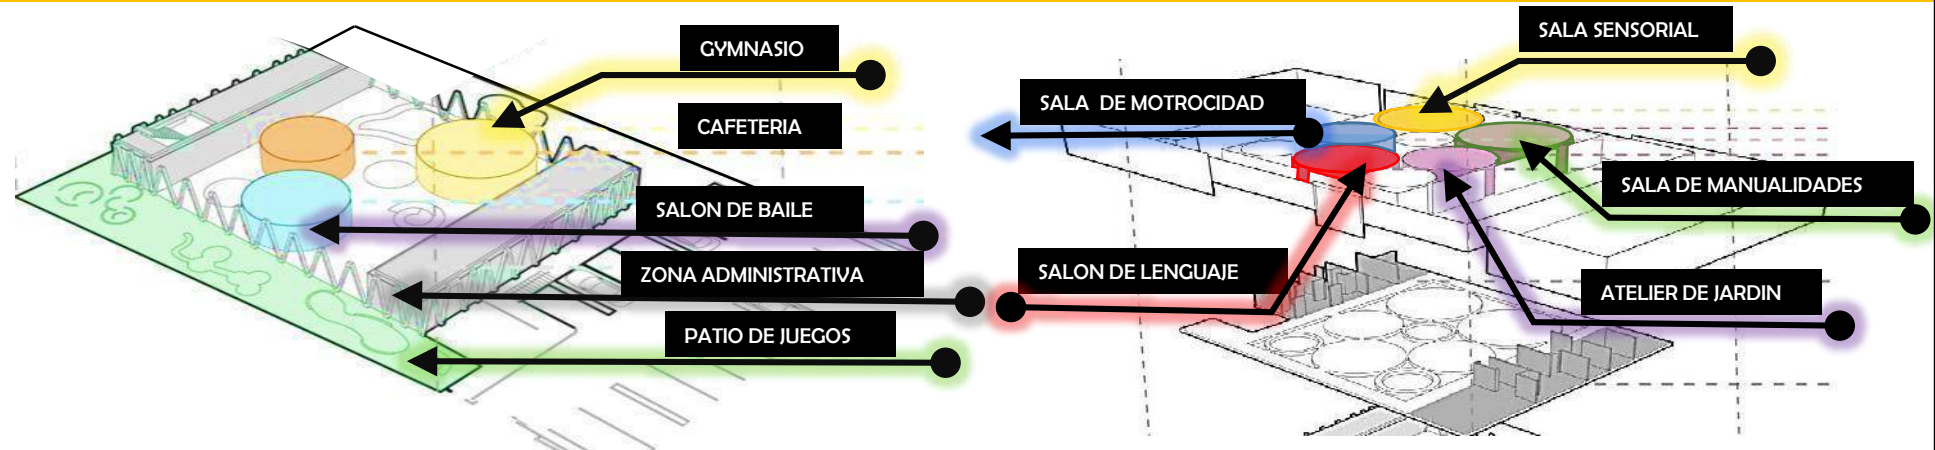 GYMNASIO
CAFETERIA
SALON DE BAILE
ZONA ADMINISTRATIVA
PATIO DE JUEGOS
SALA SENSORIAL
SALA DE MOTROCIDAD
SALA DE MANUALIDADES
SALON DE LENGUAJE
ATELIER DE JARDIN